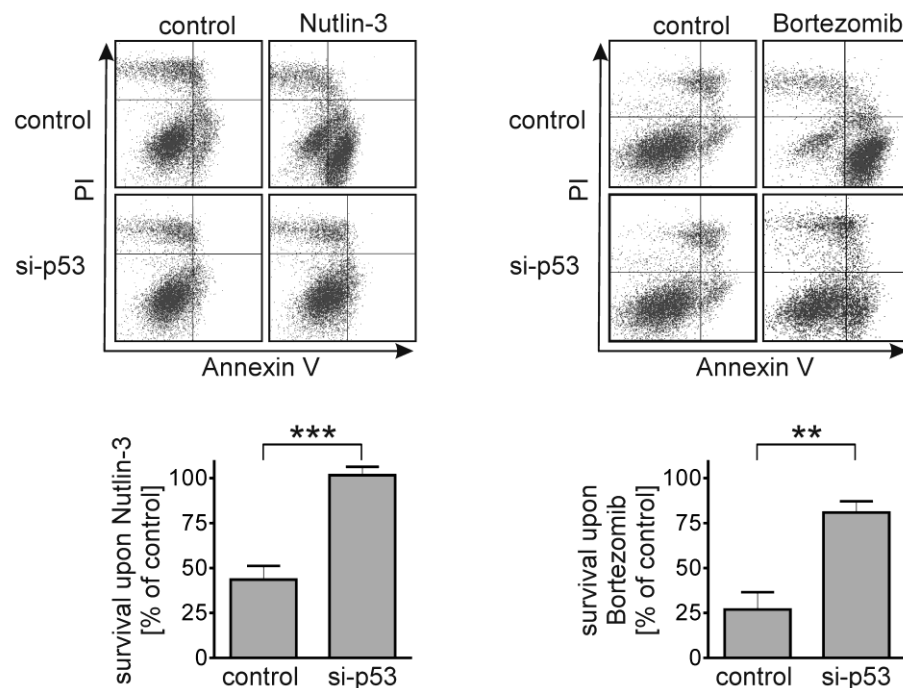 control Nutlin-3
control
si-p53
PI
Annexin V
control Bortezomib
control
si-p53
PI
Annexin V
survival upon Nutlin-3
[% of control]
100
75
50
25
0
***
control si-p53
survival upon
Bortezomib
[% of control]
100
75
50
25
0
**
control si-p53